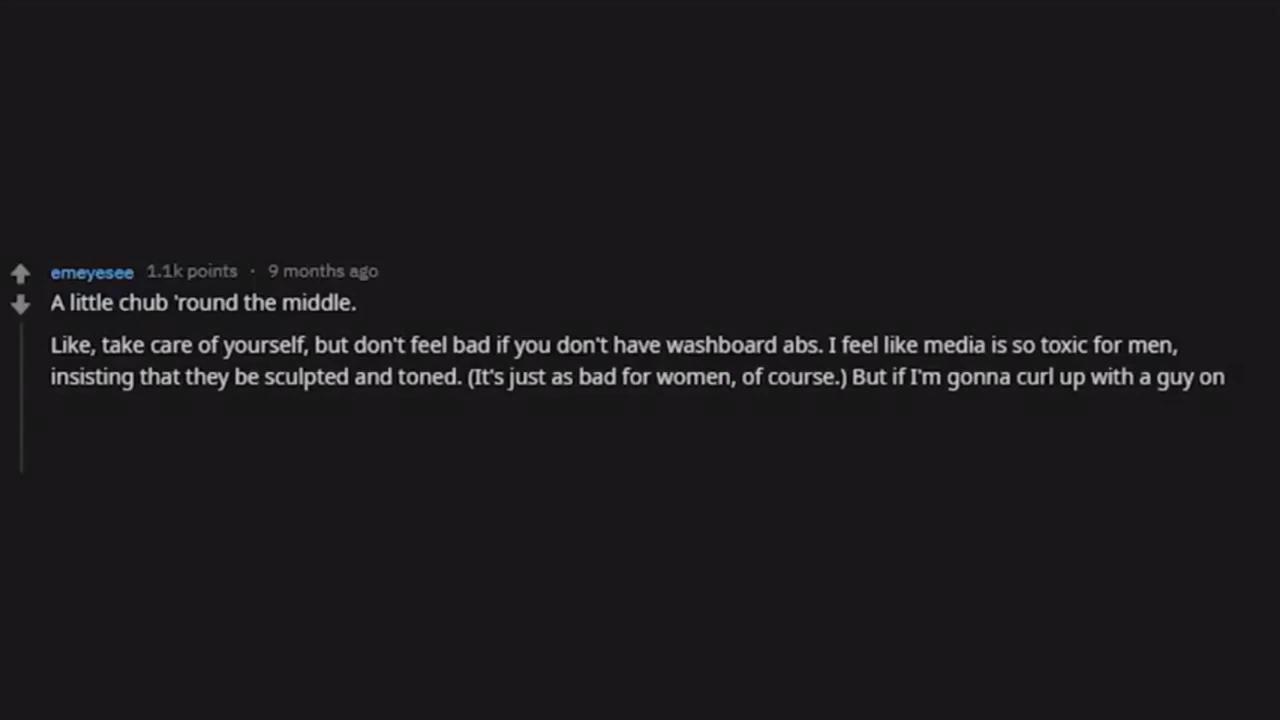 emeyesee 1.1k points · 9 months ago
A little chub 'round the middle.
Like, take care of yourself, but don't feel bad if you don't have washboard abs. I feel like media is so toxic for men,
insisting that they be sculpted and toned. (It's just as bad for women, of course.) But if I'm gonna curl up with a guy on